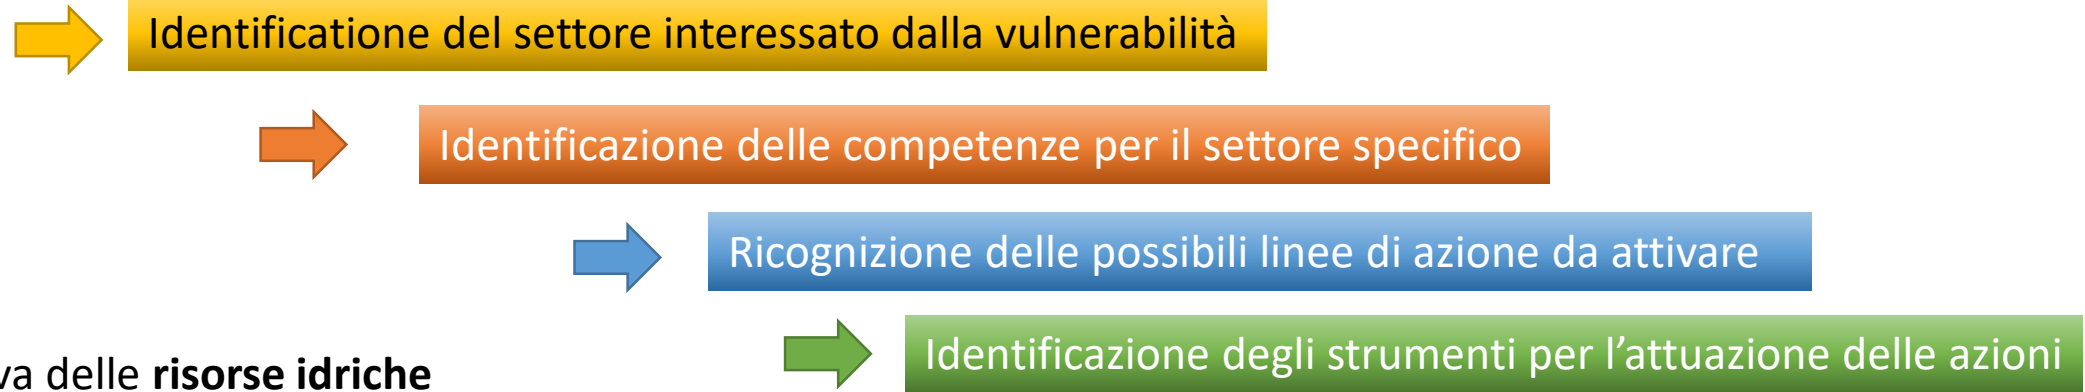 Identificatione del settore interessato dalla vulnerabilità
Identificazione delle competenze per il settore specifico
Ricognizione delle possibili linee di azione da attivare
Identificazione degli strumenti per l’attuazione delle azioni
delle risorse idriche